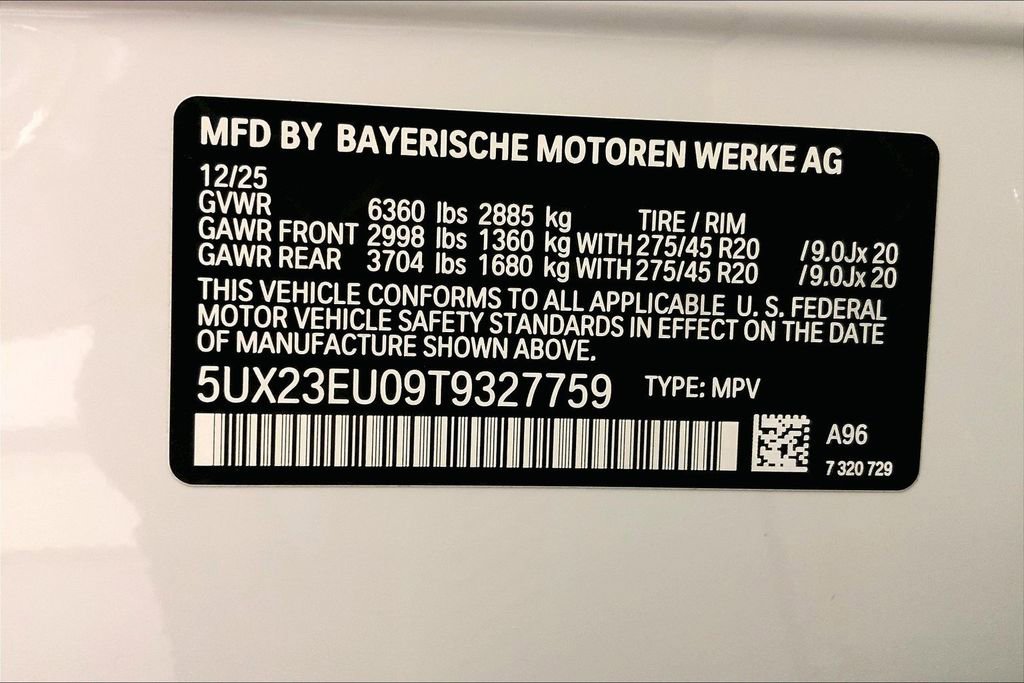 MFD BY BAYERISCHE MOTOREN WERKE AG
12/25
GVWR 6360 lbs 2885 kg TIRE / RIM
GAWR FRONT 2998 lbs 1360 kg WITH 275/45 R20 /9.0Jx 20
GAWR REAR 3704 lbs 1680 kg WITH 275/45 R20 /9.0Jx 20
THIS VEHICLE CONFORMS TO ALL APPLICABLE U. S. FEDERAL
MOTOR VEHICLE SAFETY STANDARDS IN EFFECT ON THE DATE
OF MANUFACTURE SHOWN ABOVE.
5UX23EU09T9327759 TYPE: MPV
A96
7 320 729